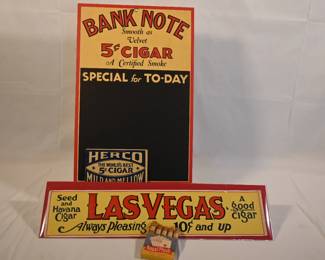 BANK NOTE
Smooth as
Velvet
5¢ CIGAR
A Certified Smoke
SPECIAL for TO-DAY
HERCO
THE WORLD'S BEST
5¢ CIGAR
MILD AND MELLOW
Seed and Havana Cigar
LAS VEGAS
A good cigar
Always pleasing 10¢ and up